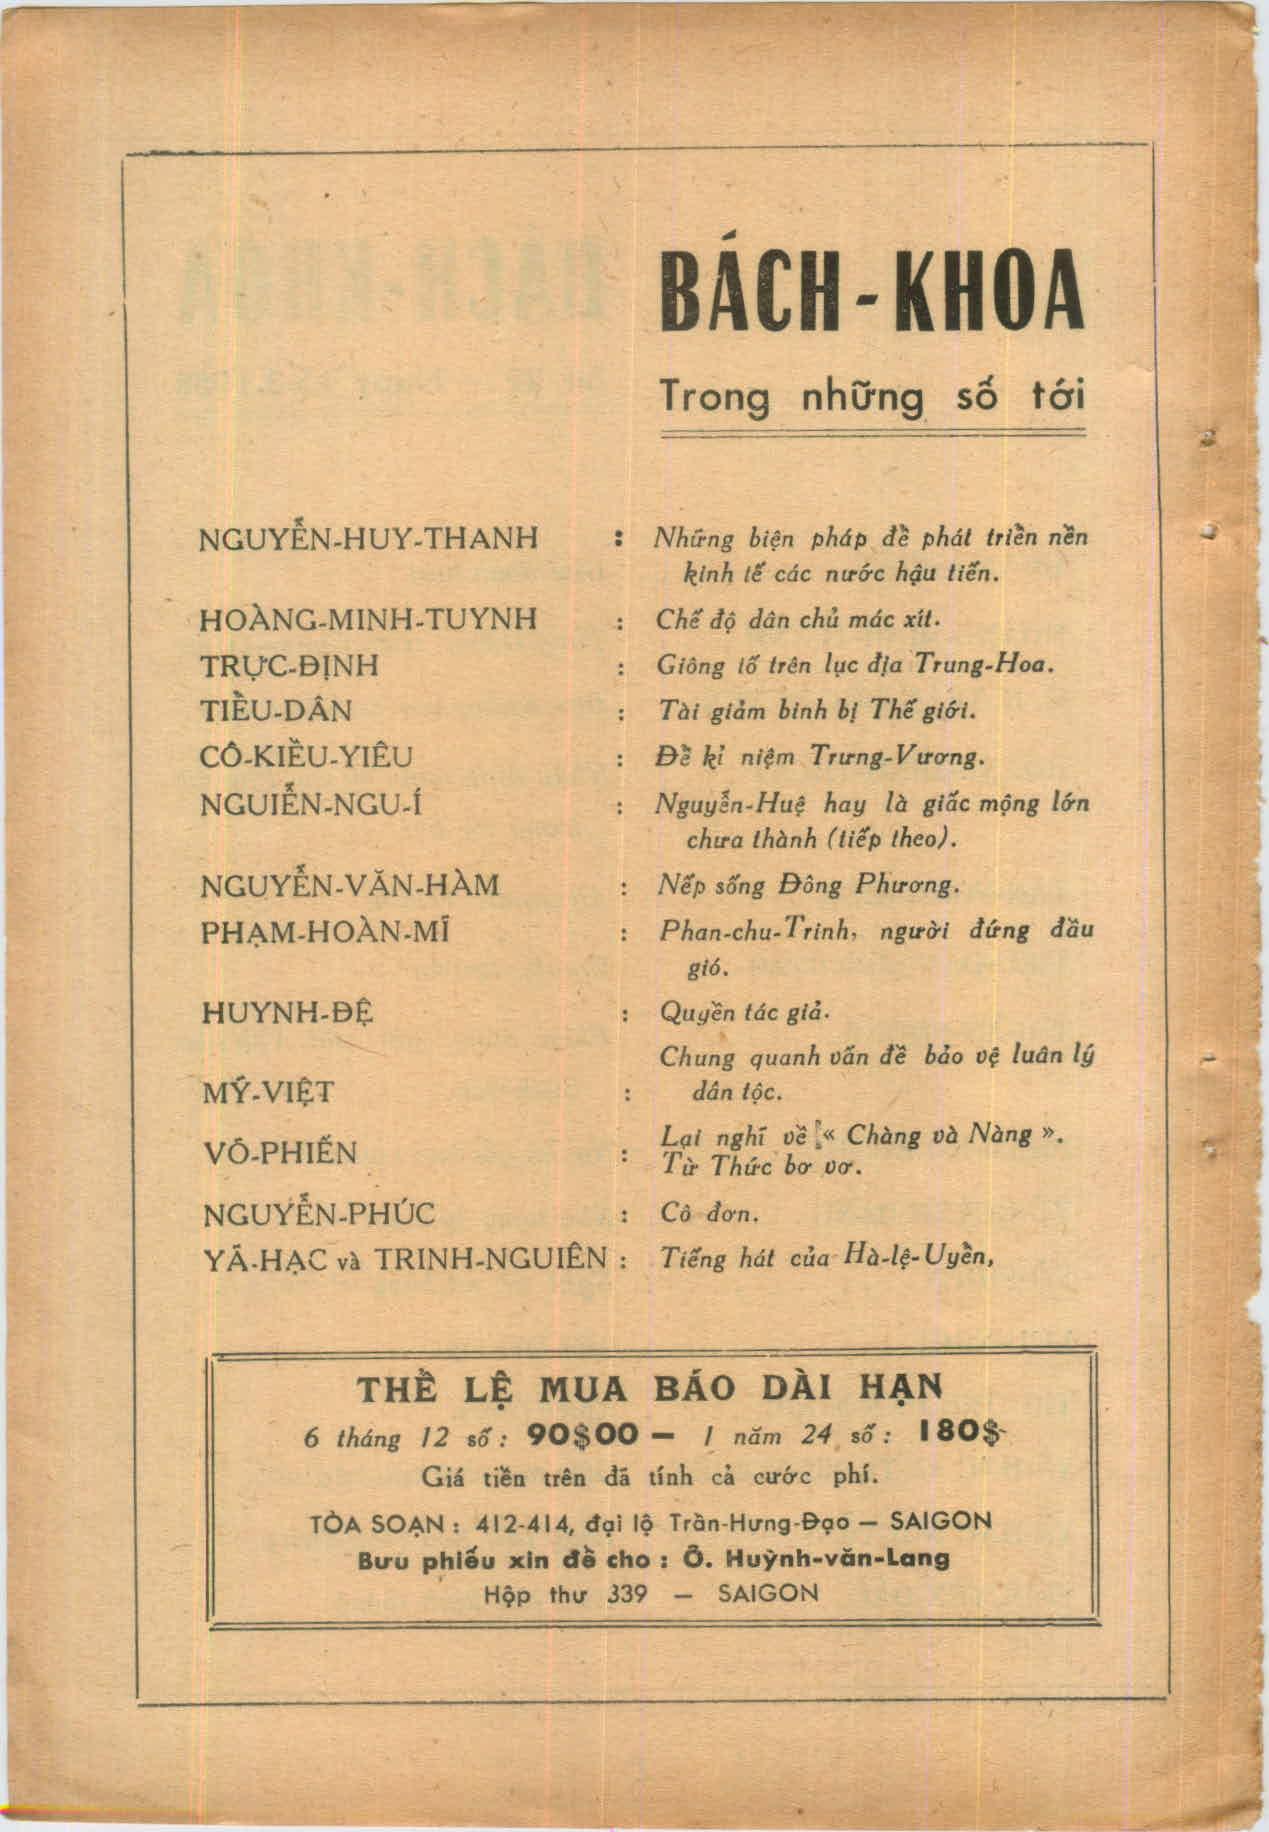 BÁCH-KHOA
Trong những số tới
NGUYỄN-HUY-THANH : Những biện pháp để phát triển nền
kinh tế các nước hậu tiến.
HOÀNG-MINH-TUYNH : Chế độ dân chủ mác xít.
TRỰC-ĐỊNH : Giông tố trên lục địa Trung-Hoa.
TIỂU-DÂN : Tài giảm binh bị Thế giới.
CÔ-KIỀU-YIÊU : Để kỉ niệm Trưng-Vương.
NGUIỄN-NGU-Í : Nguyễn-Huệ hay là giấc mộng lớn
chưa thành (tiếp theo).
NGUYỄN-VĂN-HÀM : Nếp sống Đông Phương.
PHẠM-HOÀN-MĨ : Phan-chu-Trinh, người đứng đầu
gió.
HUYNH-ĐỆ : Quyền tác giả.
Chung quanh vấn đề bảo vệ luân lý
MỸ-VIỆT : dân tộc.
VÕ-PHIẾN : Lại nghĩ về « Chàng và Nàng ».
Từ Thức bơ vơ.
NGUYỄN-PHÚC : Cô đơn.
YÃ-HẠC và TRINH-NGUIÊN : Tiếng hát của Hà-lệ-Uyển,
THỂ LỆ MUA BÁO DÀI HẠN
6 tháng 12 số : 90$00 — 1 năm 24 số : 180$
Giá tiền trên đã tính cả cước phí.
TÒA SOẠN : 412-414, đại lộ Trần-Hưng-Đạo — SAIGON
Bưu phiếu xin đề cho : Ô. Huỳnh-văn-Lang
Hộp thư 339 — SAIGON